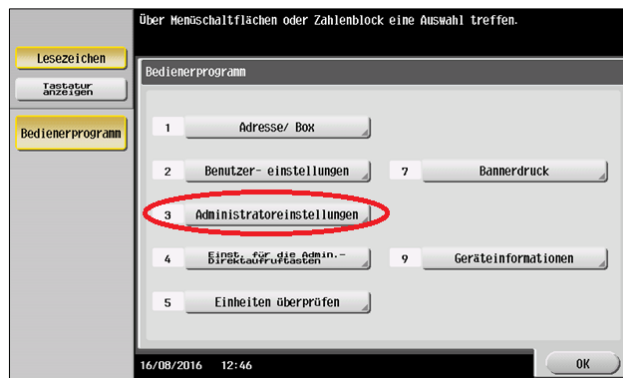 Über Menüschaltflächen oder Zahlenblock eine Auswahl treffen.
Lesezeichen
Tastatur
anzeigen
Bedienerprogramm
Bedienerprogramm
1 Adresse/ Box
2 Benutzer- einstellungen
7 Bannerdruck
3 Administratoreinstellungen
4 Einst. für die Admin.-
Direktaufruftasten
9 Geräteinformationen
5 Einheiten überprüfen
16/08/2016 12:46
OK